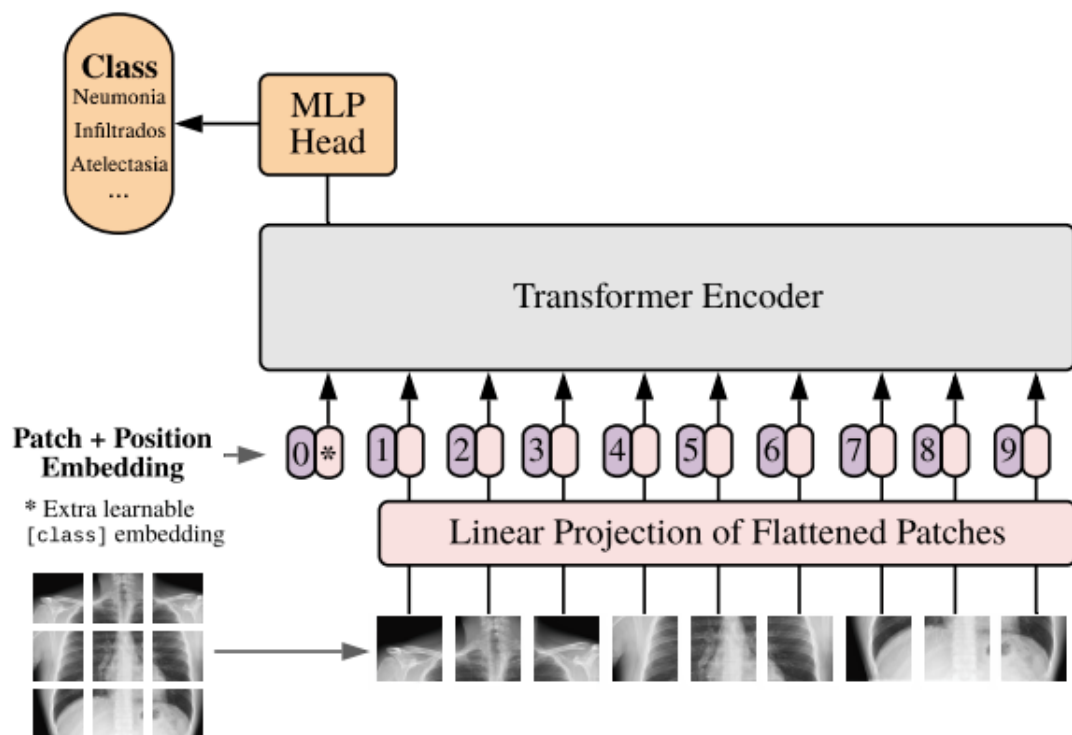 Class
Neumonia
Infiltrados
Atelectasia
...
MLP
Head
Transformer Encoder
Patch + Position
Embedding
0 * 1 2 3 4 5 6 7 8 9
* Extra learnable
[class] embedding
Linear Projection of Flattened Patches